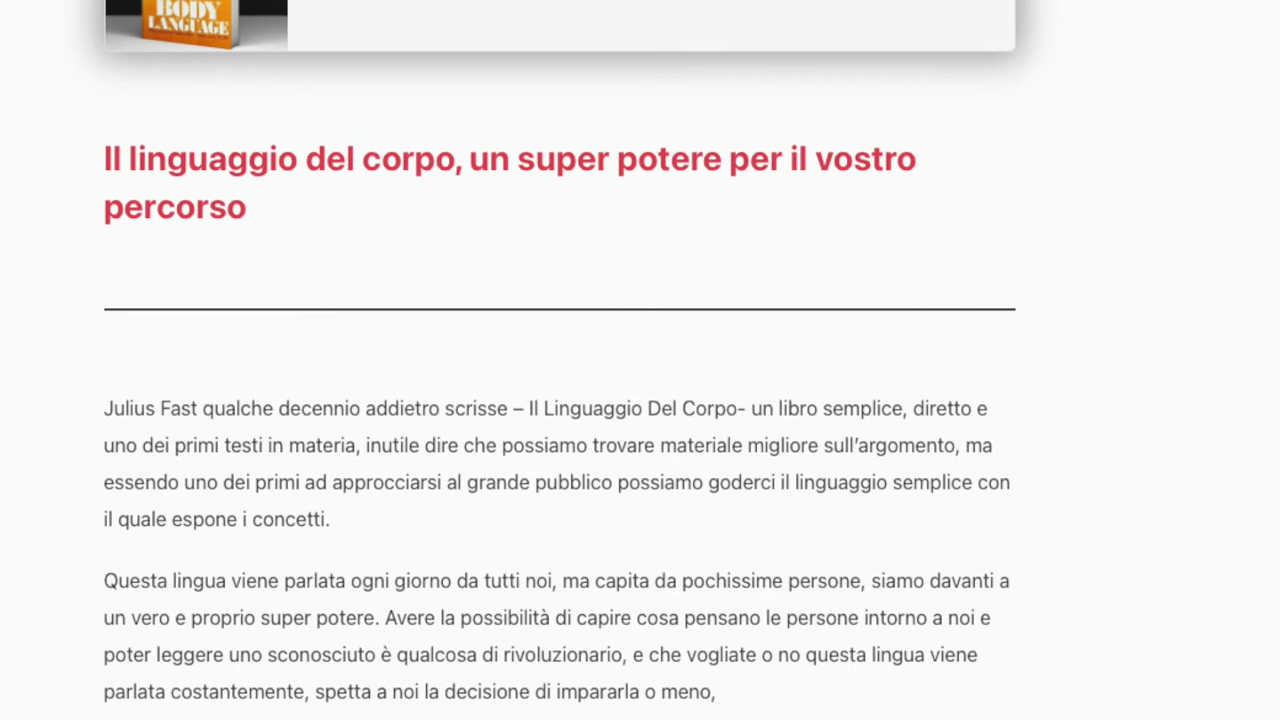 BODY
LANGUAGE
Il linguaggio del corpo, un super potere per il vostro
percorso
Julius Fast qualche decennio addietro scrisse – Il Linguaggio Del Corpo- un libro semplice, diretto e
uno dei primi testi in materia, inutile dire che possiamo trovare materiale migliore sull’argomento, ma
essendo uno dei primi ad approcciarsi al grande pubblico possiamo goderci il linguaggio semplice con
il quale espone i concetti.
Questa lingua viene parlata ogni giorno da tutti noi, ma capita da pochissime persone, siamo davanti a
un vero e proprio super potere. Avere la possibilità di capire cosa pensano le persone intorno a noi e
poter leggere uno sconosciuto è qualcosa di rivoluzionario, e che vogliate o no questa lingua viene
parlata costantemente, spetta a noi la decisione di impararla o meno,